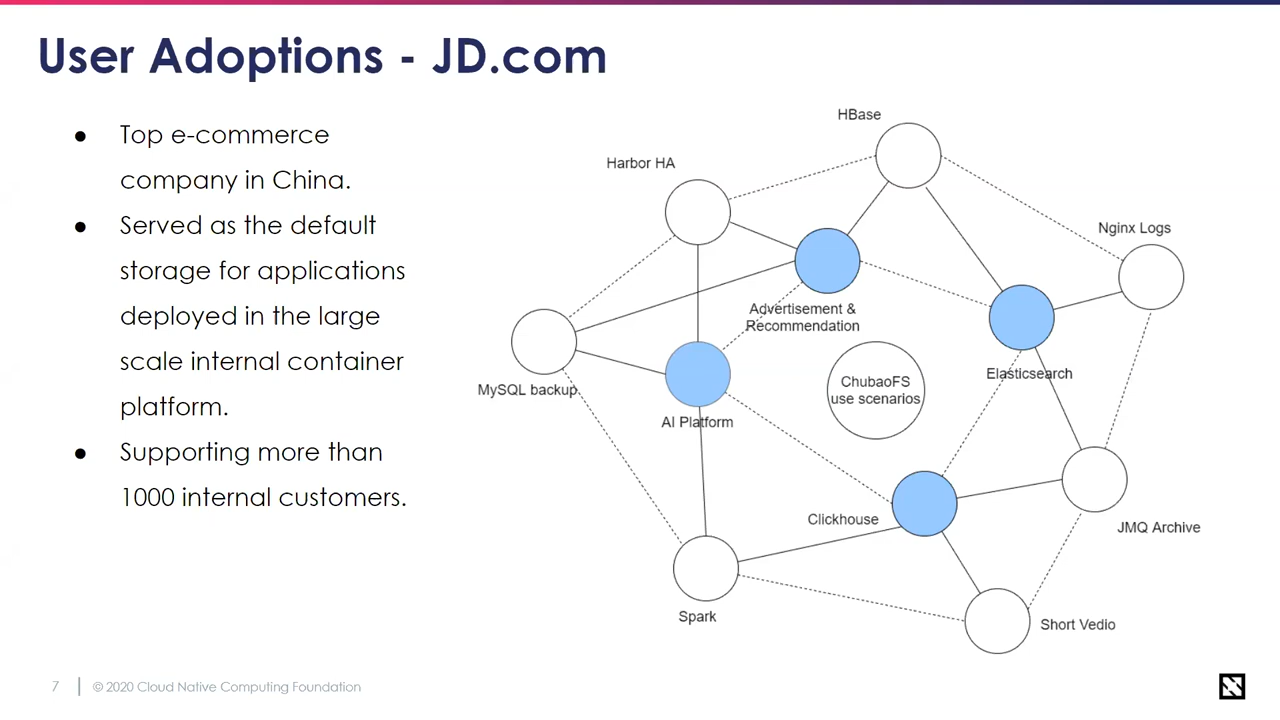 User Adoptions - JD.com
● Top e-commerce
company in China.
● Served as the default
storage for applications
deployed in the large
scale internal container
platform.
● Supporting more than
1000 internal customers.
HBase
Harbor HA
Nginx Logs
Advertisement &
Recommendation
Elasticsearch
ChubaoFS
use scenarios
MySQL backup
AI Platform
Clickhouse
JMQ Archive
Spark
Short Vedio
7
© 2020 Cloud Native Computing Foundation